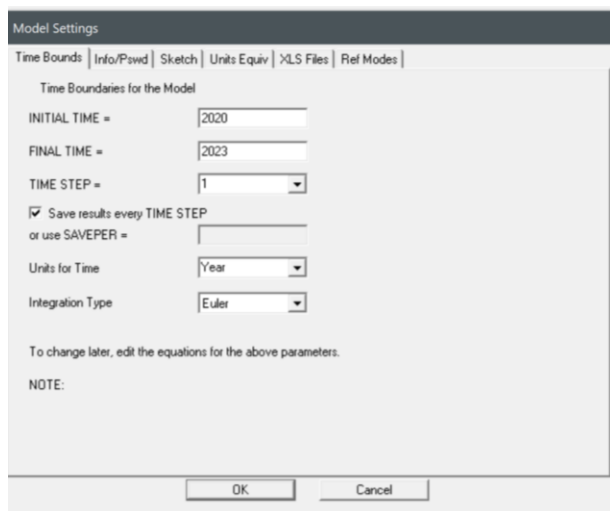 Model Settings
Time Bounds Info/Pswd Sketch Units Equiv XLS Files Ref Modes
Time Boundaries for the Model
INITIAL TIME = 2020
FINAL TIME = 2023
TIME STEP = 1
Save results every TIME STEP
or use SAVEPER =
Units for Time Year
Integration Type Euler
To change later, edit the equations for the above parameters.
NOTE:
OK Cancel